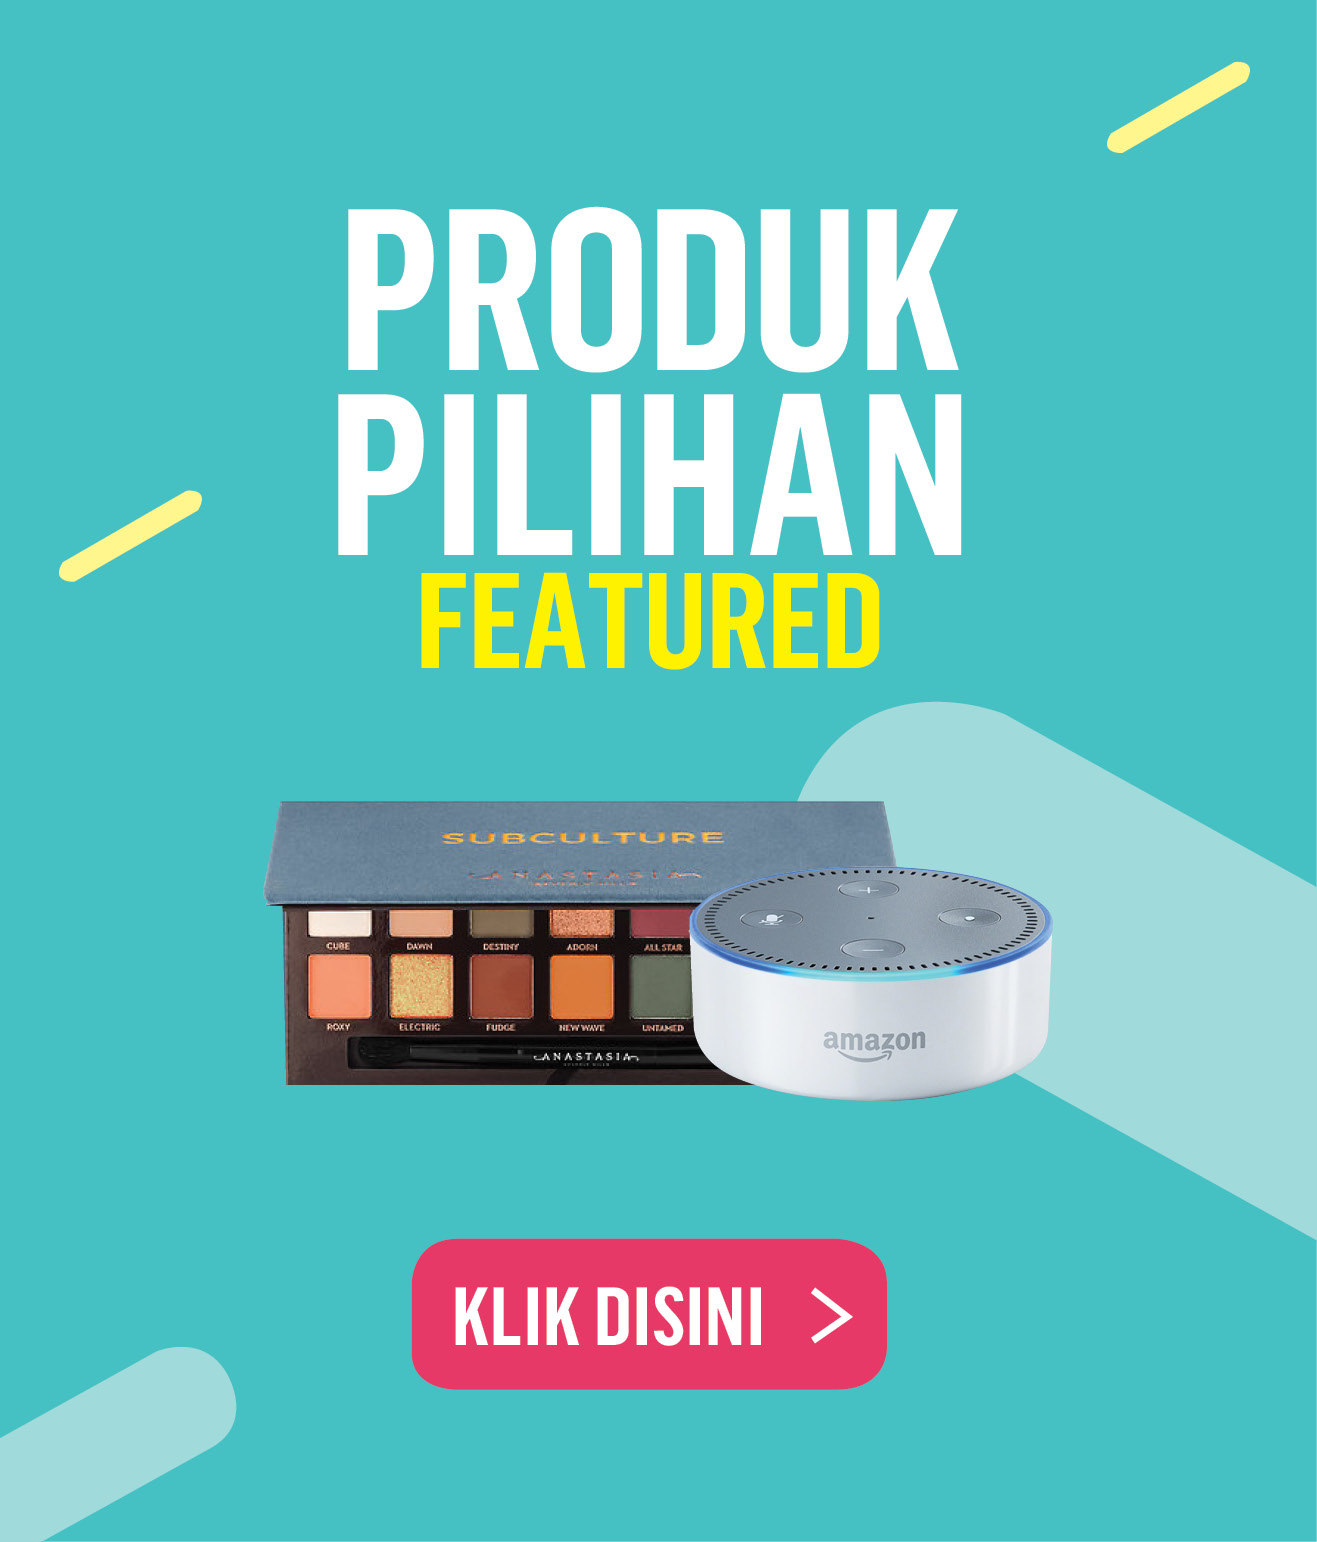 PRODUK
PILIHAN
FEATURED
SUBCULTURE
ANASTASIA
CUBE DAWN DESTINY ADORN ALL STAR
ROXY ELECTRIC FUDGE NEW WAVE UNTAMED
ANASTASIA
amazon
KLIK DISINI